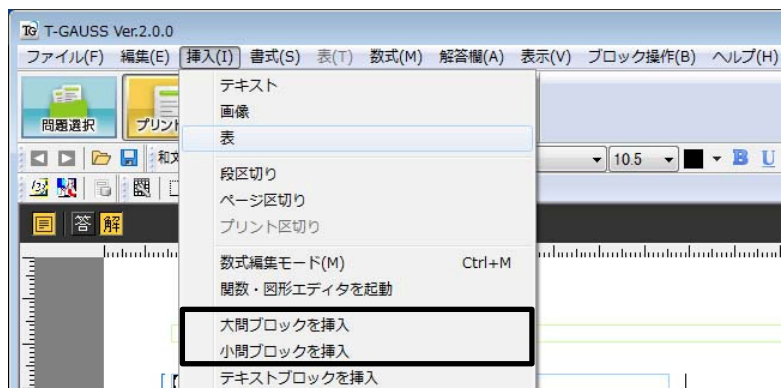 TG T-GAUSS Ver.2.0.0
ファイル(F) 編集(E) 挿入(I) 書式(S) 表(T) 数式(M) 解答欄(A) 表示(V) ブロック操作(B) ヘルプ(H)
テキスト
画像
表
問題選択 プリント
段区切り
10.5 B U
ページ区切り
プリント区切り
答 解
数式編集モード(M) Ctrl+M
関数・図形エディタを起動
大問ブロックを挿入
小問ブロックを挿入
テキストブロックを挿入